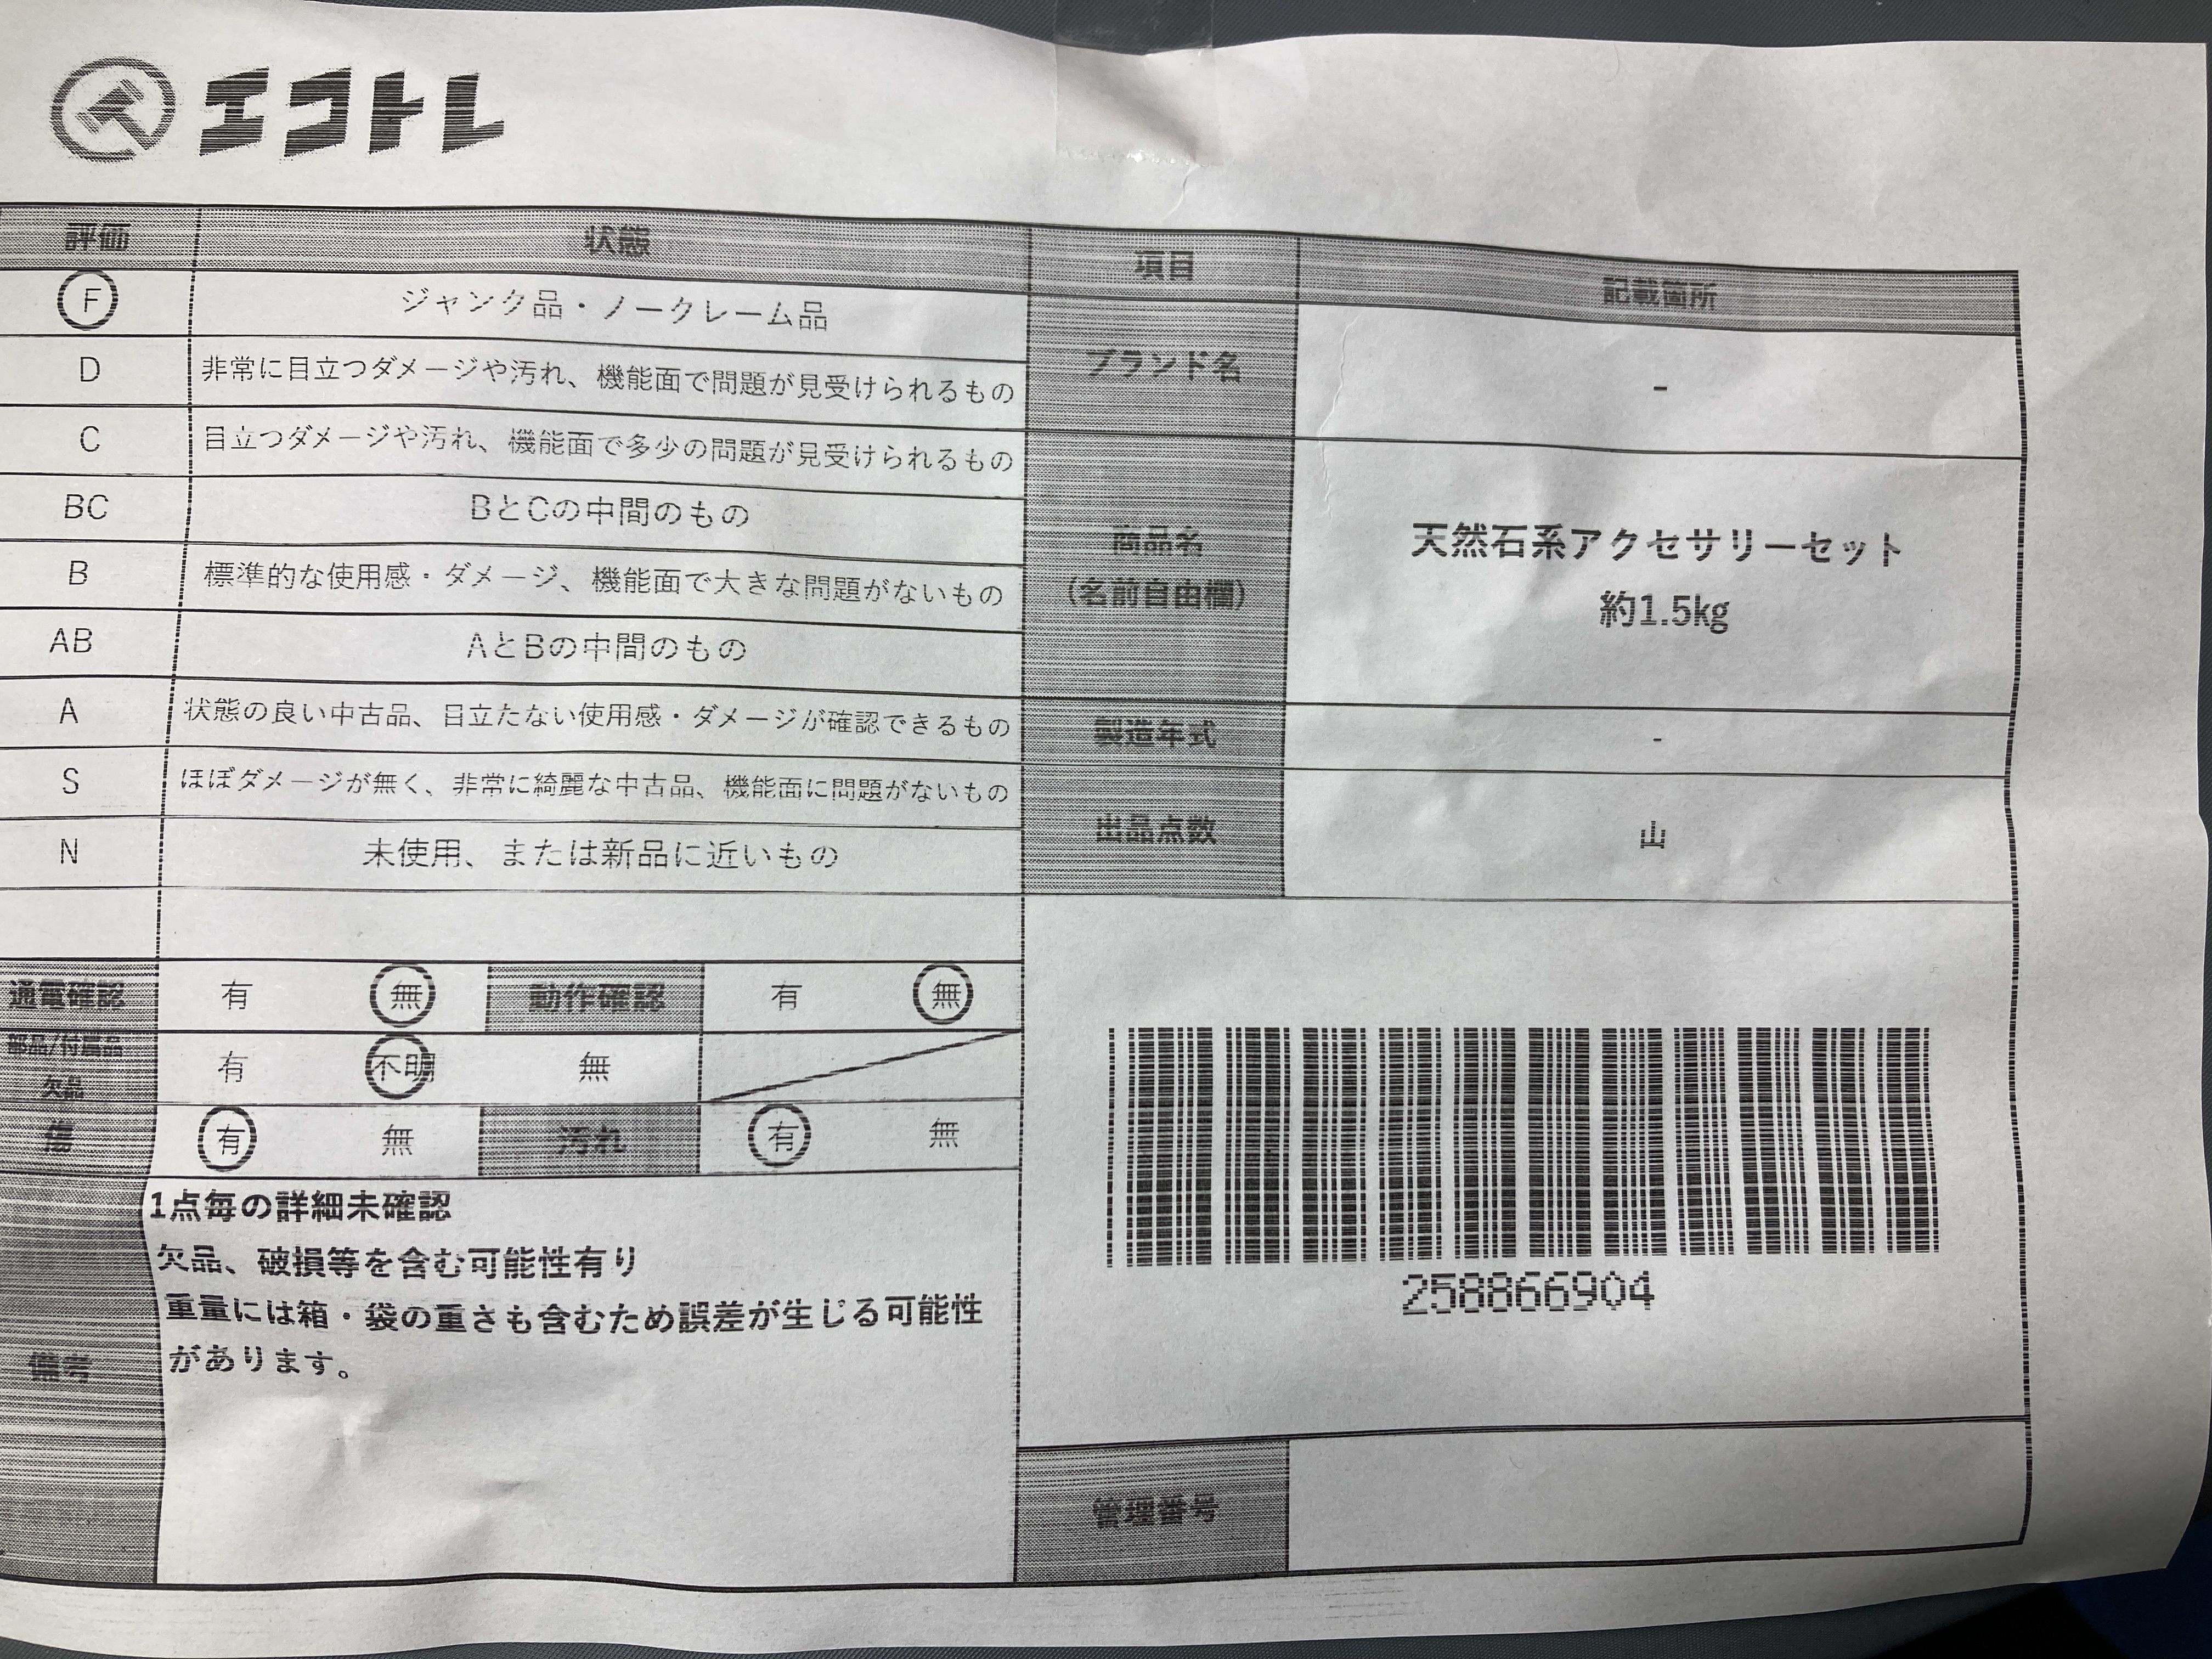 エコトレ
評価 状態
F ジャンク品・ノークレーム品
D 非常に目立つダメージや汚れ、機能面で問題が見受けられるもの
C 目立つダメージや汚れ、機能面で多少の問題が見受けられるもの
BC BとCの中間のもの
B 標準的な使用感・ダメージ、機能面で大きな問題がないもの
AB AとBの中間のもの
A 状態の良い中古品、目立たない使用感・ダメージが確認できるもの
S ほぼダメージが無く、非常に綺麗な中古品、機能面に問題がないもの
N 未使用、または新品に近いもの
通電確認 有 無 動作確認 有 無
部品/付属品
欠品 有 不明 無
傷 有 無 汚れ 有 無
備考
1点毎の詳細未確認
欠品、破損等を含む可能性有り
重量には箱・袋の重さも含むため誤差が生じる可能性
があります。
項目 記載箇所
ブランド名 -
商品名
(名前自由欄)
天然石系アクセサリーセット
約1.5kg
製造年式 -
出品点数 山
258866904
管理番号